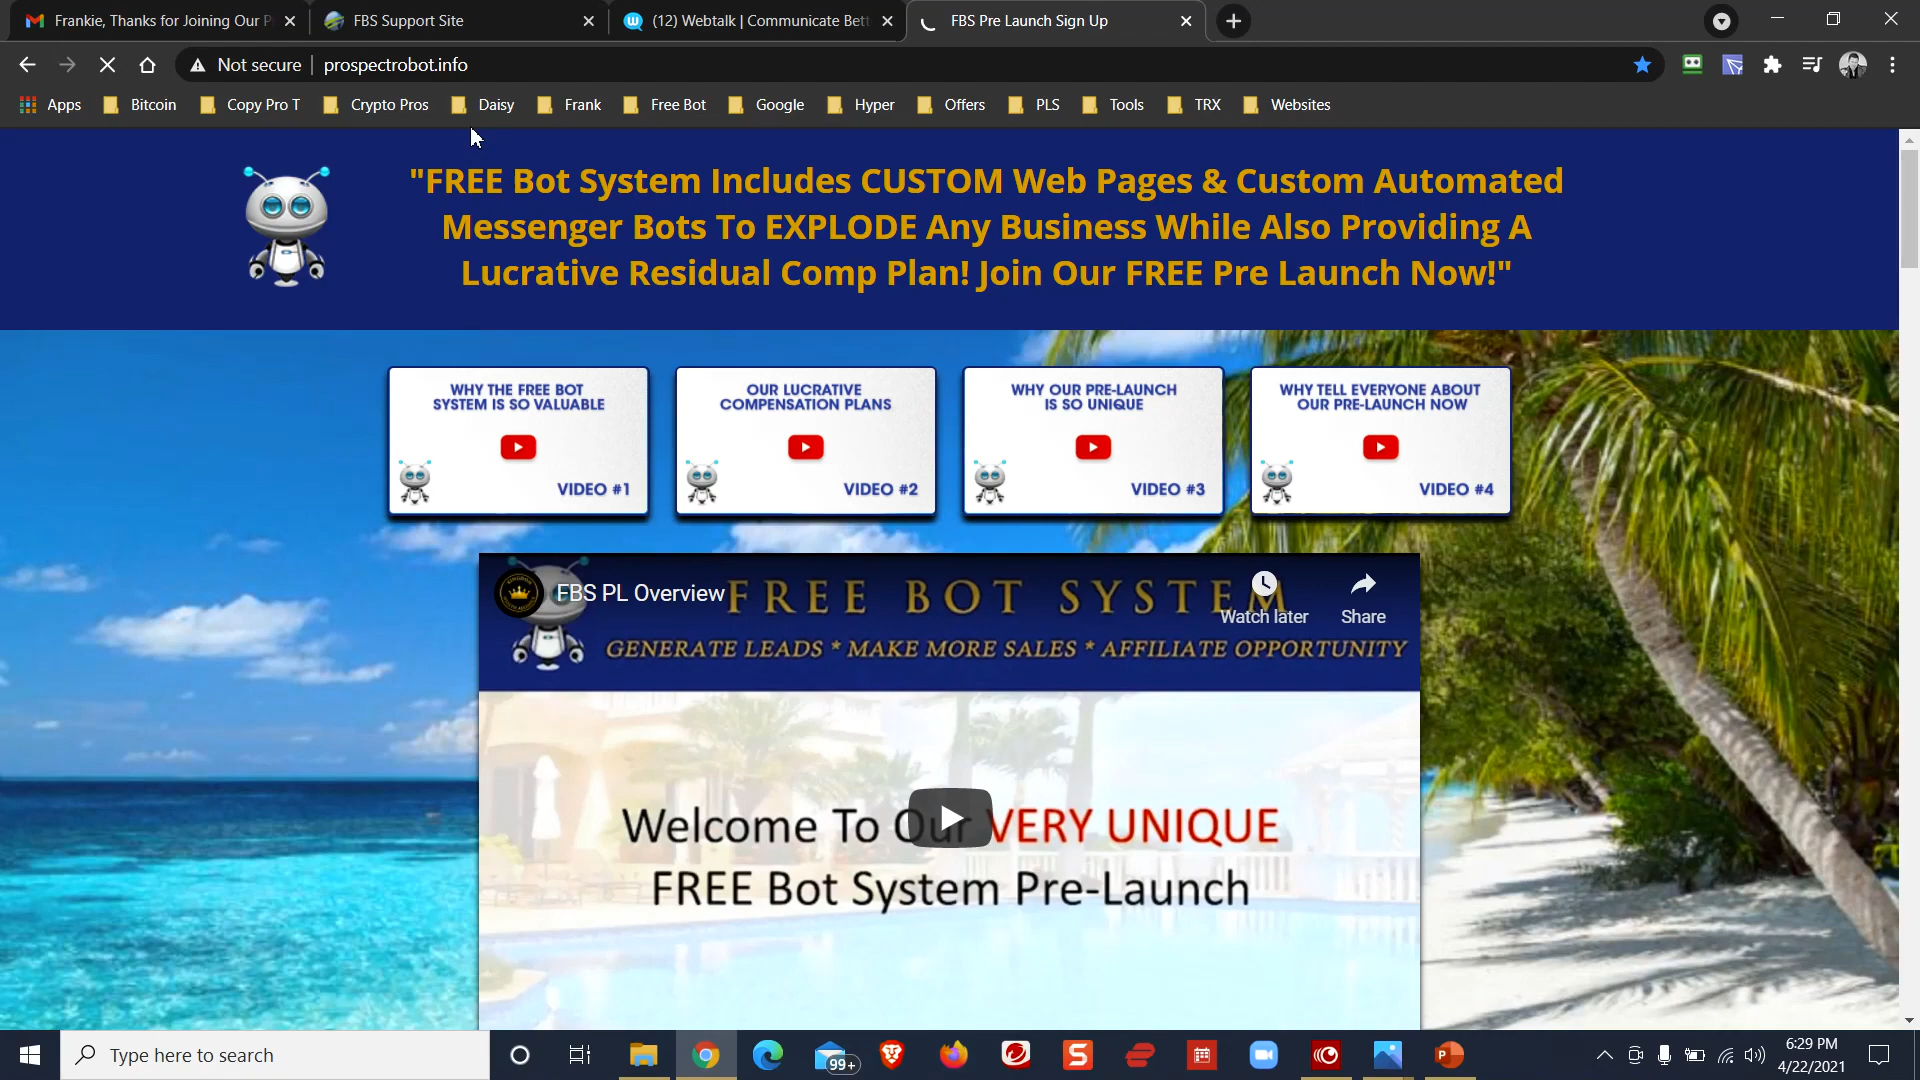 Frankie, Thanks for Joining Our P
FBS Support Site
(12) Webtalk | Communicate Bett
FBS Pre Launch Sign Up
Not secure
prospectrobot.info
Apps
Bitcoin
Copy Pro T
Crypto Pros
Daisy
Frank
Free Bot
Google
Hyper
Offers
PLS
Tools
TRX
Websites
"FREE Bot System Includes CUSTOM Web Pages & Custom Automated
Messenger Bots To EXPLODE Any Business While Also Providing A
Lucrative Residual Comp Plan! Join Our FREE Pre Launch Now!"
WHY THE FREE BOT
SYSTEM IS SO VALUABLE
VIDEO #1
OUR LUCRATIVE
COMPENSATION PLANS
VIDEO #2
WHY OUR PRE-LAUNCH
IS SO UNIQUE
VIDEO #3
WHY TELL EVERYONE ABOUT
OUR PRE-LAUNCH NOW
VIDEO #4
FBS PL Overview
FREE BOT SYSTEM
Watch later
Share
GENERATE LEADS * MAKE MORE SALES * AFFILIATE OPPORTUNITY
Welcome To Our VERY UNIQUE
FREE Bot System Pre-Launch
Type here to search
99+
6:29 PM
4/22/2021